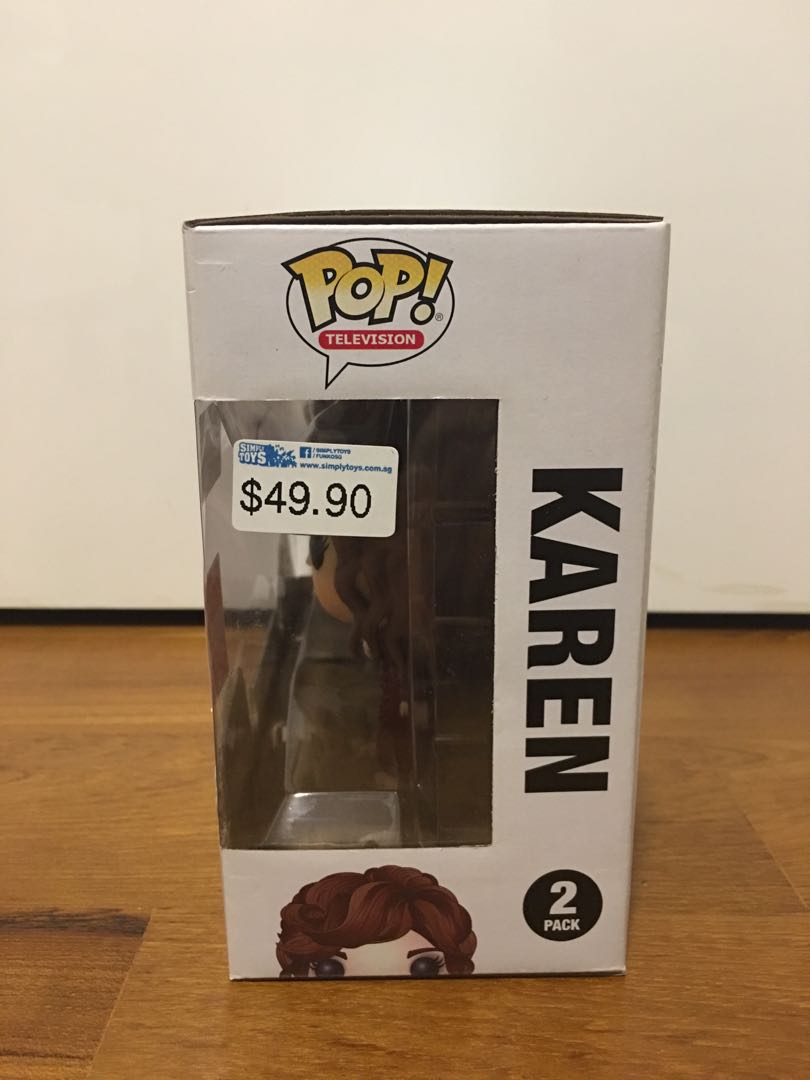 POP!
®
TELEVISION
SIMPLY TOYS
/SIMPLYTOYS
/FUNKOSG
www.simplytoys.com.sg
$49.90
KAREN
2
PACK